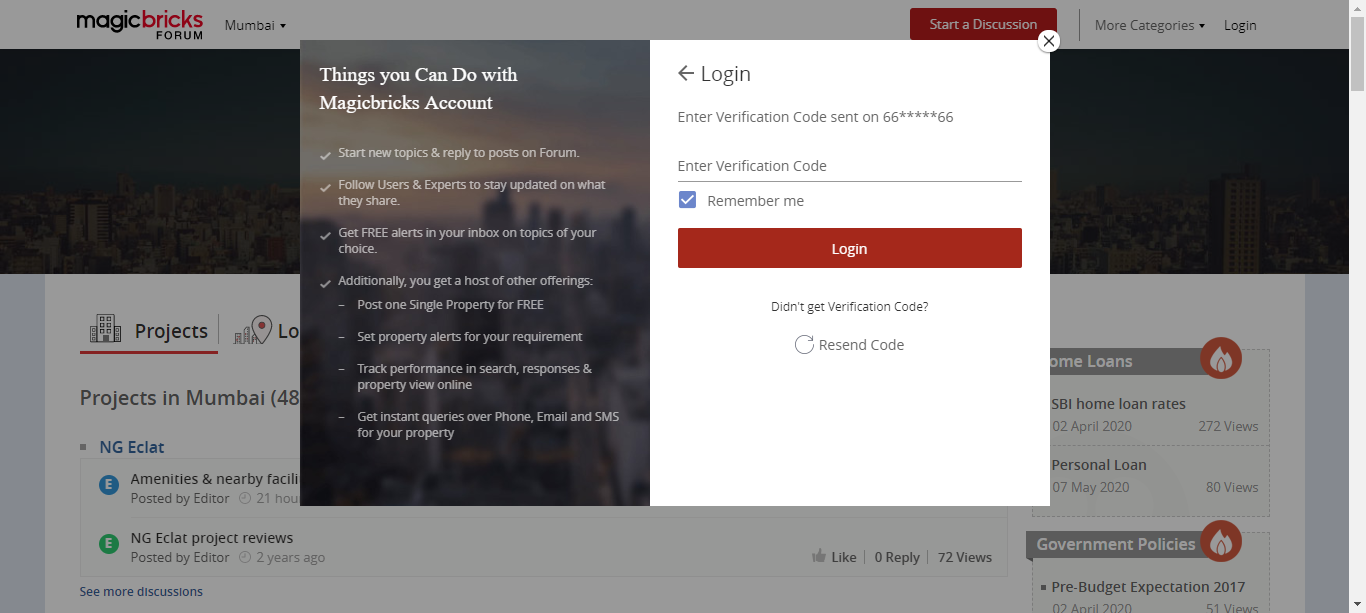 magicbricks
FORUM
Mumbai
Start a Discussion
More Categories
Login
Things you Can Do with
Magicbricks Account
Start new topics & reply to posts on Forum.
Follow Users & Experts to stay updated on what
they share.
Get FREE alerts in your inbox on topics of your
choice.
Additionally, you get a host of other offerings:
– Post one Single Property for FREE
– Set property alerts for your requirement
– Track performance in search, responses &
property view online
– Get instant queries over Phone, Email and SMS
for your property
Login
Enter Verification Code sent on 66*****66
Enter Verification Code
Remember me
Login
Didn't get Verification Code?
Resend Code
Projects
Lo
Projects in Mumbai (48
NG Eclat
E
Amenities & nearby facili
Posted by Editor 21 hou
E
NG Eclat project reviews
Posted by Editor 2 years ago
Like 0 Reply 72 Views
See more discussions
ome Loans
SBI home loan rates
02 April 2020 272 Views
Personal Loan
07 May 2020 80 Views
Government Policies
Pre-Budget Expectation 2017
02 April 2020 51 Views